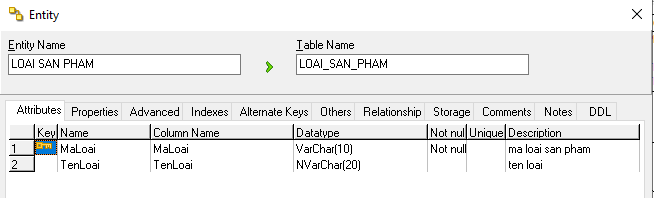 Entity
Entity Name Table Name
LOAI SAN PHAM LOAI_SAN_PHAM
Attributes Properties Advanced Indexes Alternate Keys Others Relationship Storage Comments Notes DDL
Key Name Column Name Datatype Not nul Unique Description
1 MaLoai MaLoai VarChar(10) Not null ma loai san pham
2 TenLoai TenLoai NVarChar(20) ten loai